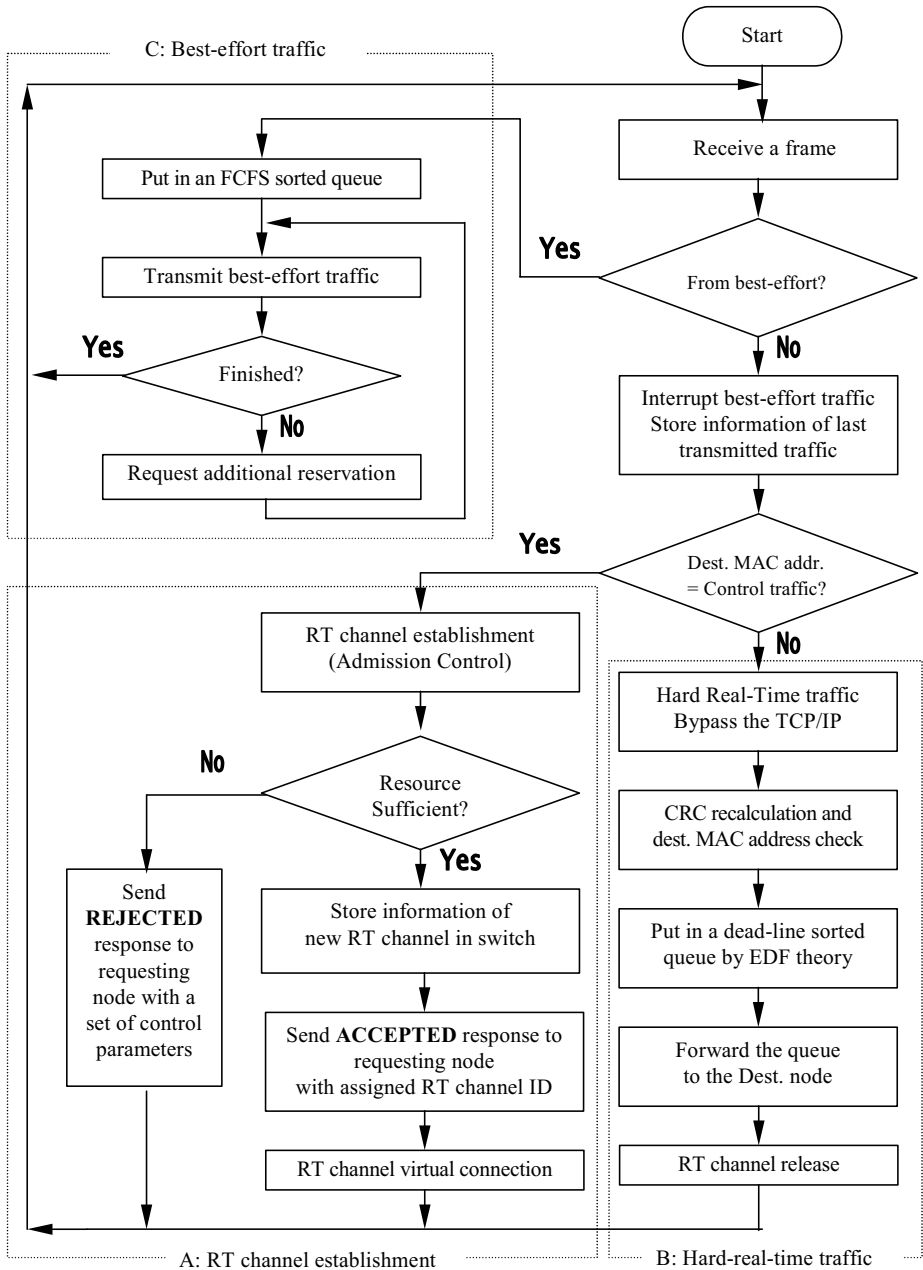 C: Best-effort traffic
Start
Receive a frame
Put in an FCFS sorted queue
Yes
From best-effort?
Transmit best-effort traffic
No
Yes
Finished?
Interrupt best-effort traffic
Store information of last
transmitted traffic
No
Request additional reservation
Yes
Dest. MAC addr.
= Control traffic?
No
RT channel establishment
(Admission Control)
Hard Real-Time traffic
Bypass the TCP/IP
No
Resource
Sufficient?
Yes
CRC recalculation and
dest. MAC address check
Send
REJECTED
response to
requesting
node with a
set of control
parameters
Store information of
new RT channel in switch
Put in a dead-line sorted
queue by EDF theory
Send ACCEPTED response to
requesting node
with assigned RT channel ID
Forward the queue
to the Dest. node
RT channel virtual connection
RT channel release
A: RT channel establishment
B: Hard-real-time traffic